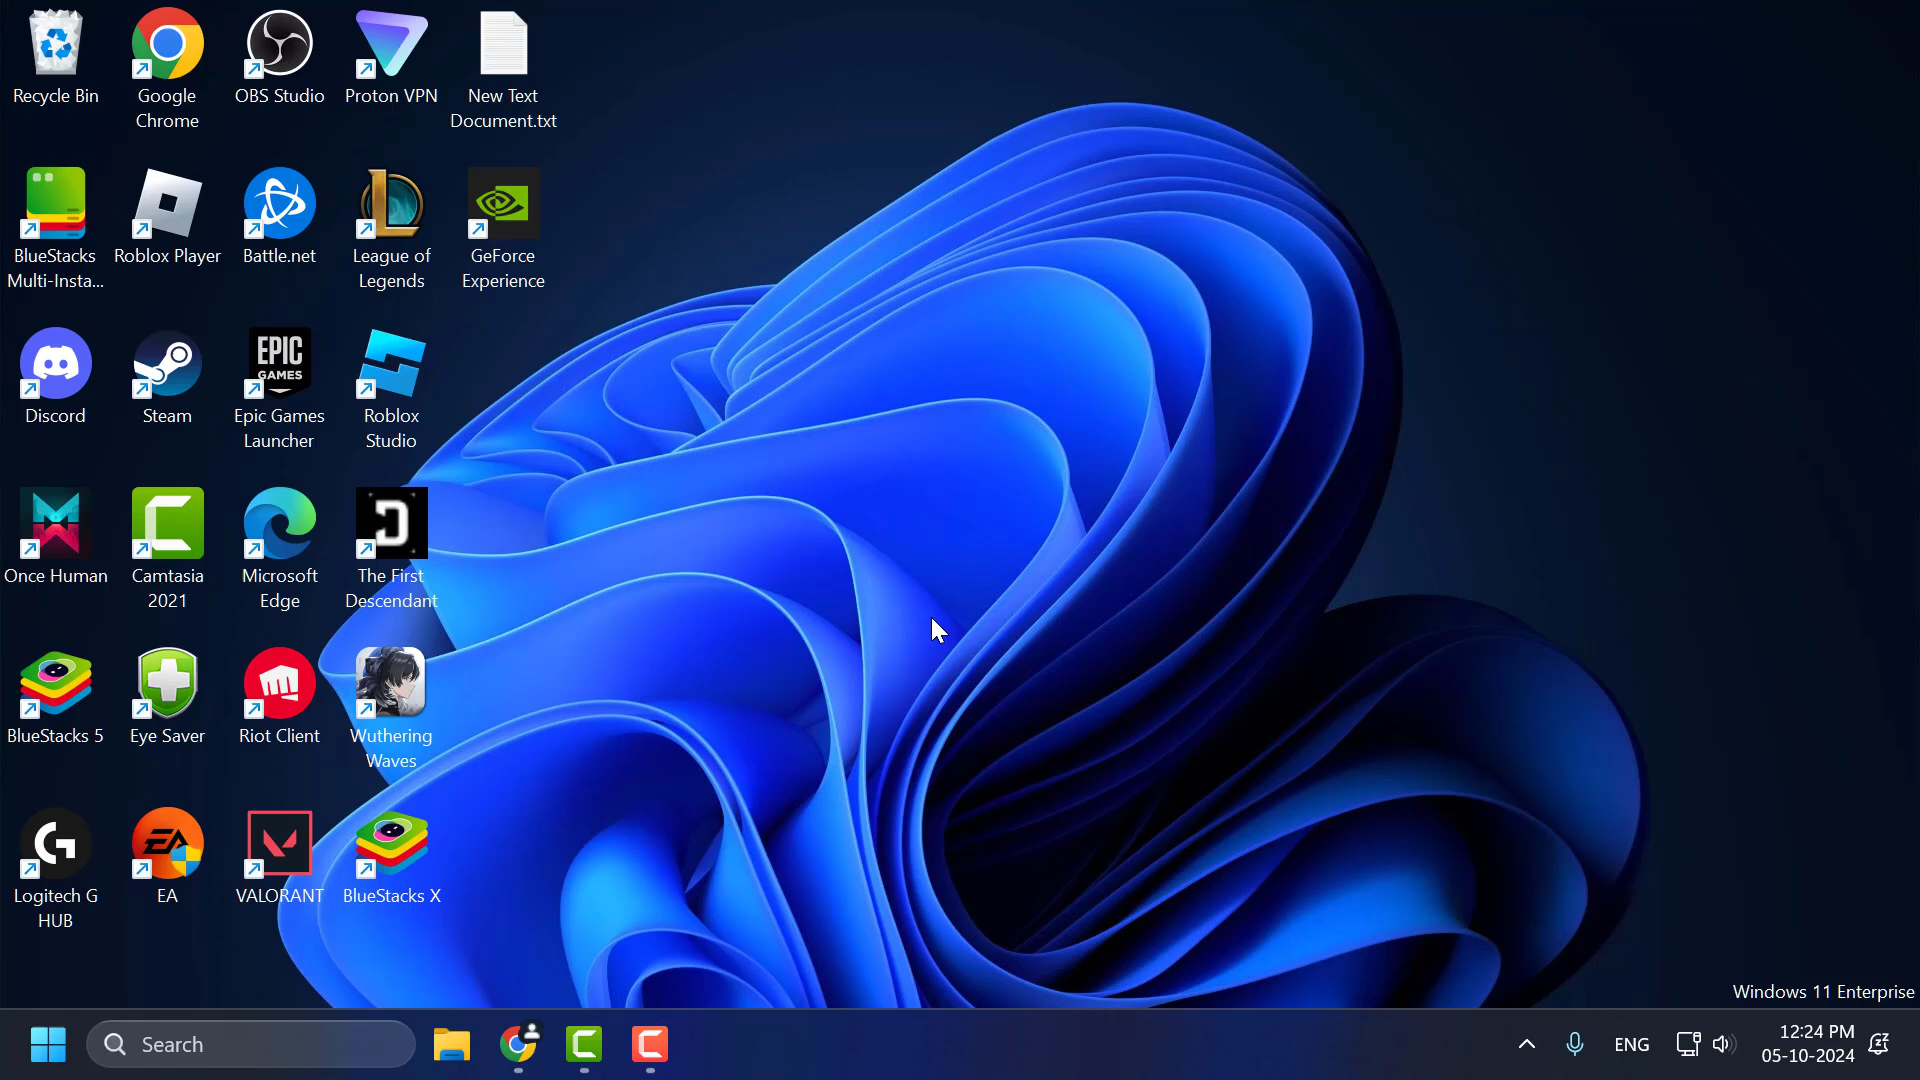 Recycle Bin
Google
Chrome
OBS Studio
Proton VPN
New Text
Document.txt
BlueStacks
Multi-Insta...
Roblox Player
Battle.net
League of
Legends
GeForce
Experience
Discord
Steam
EPIC
GAMES
Epic Games
Launcher
Roblox
Studio
Once Human
Camtasia
2021
Microsoft
Edge
The First
Descendant
BlueStacks 5
Eye Saver
Riot Client
Wuthering
Waves
Logitech G
HUB
EA
EA
VALORANT
BlueStacks X
Windows 11 Enterprise
Search
ENG
12:24 PM
05-10-2024